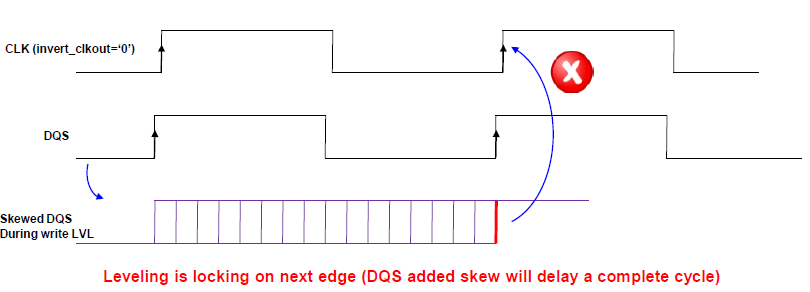 CLK (invert_clkout=‘0’)
X
DQS
Skewed DQS
During write LVL
Leveling is locking on next edge (DQS added skew will delay a complete cycle)